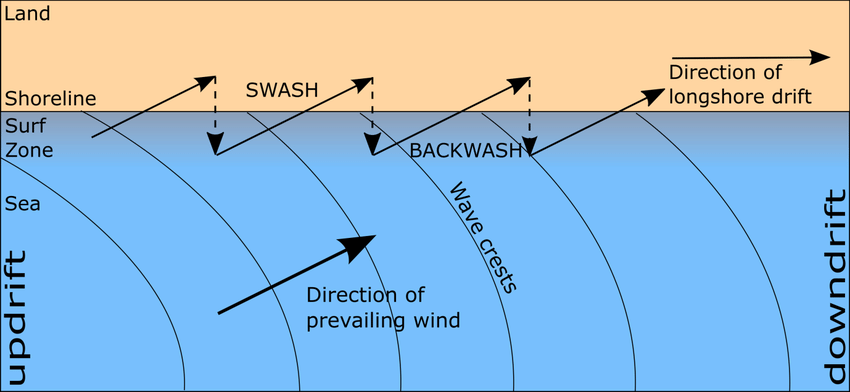 Land
SWASH
Direction of
longshore drift
Shoreline
Surf
Zone
BACKWASH
Sea
Wave crests
Direction of
prevailing wind
updrift
downdrift